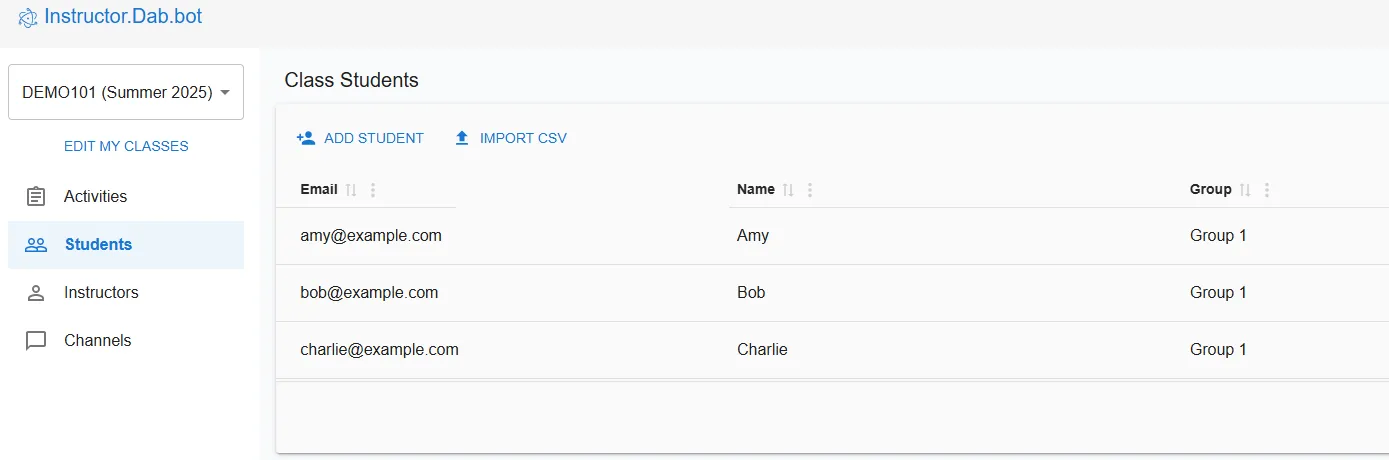 Instructor.Dab.bot
DEMO101 (Summer 2025)
EDIT MY CLASSES
Activities
Students
Instructors
Channels
Class Students
ADD STUDENT IMPORT CSV
Email Name Group
amy@example.com Amy Group 1
bob@example.com Bob Group 1
charlie@example.com Charlie Group 1